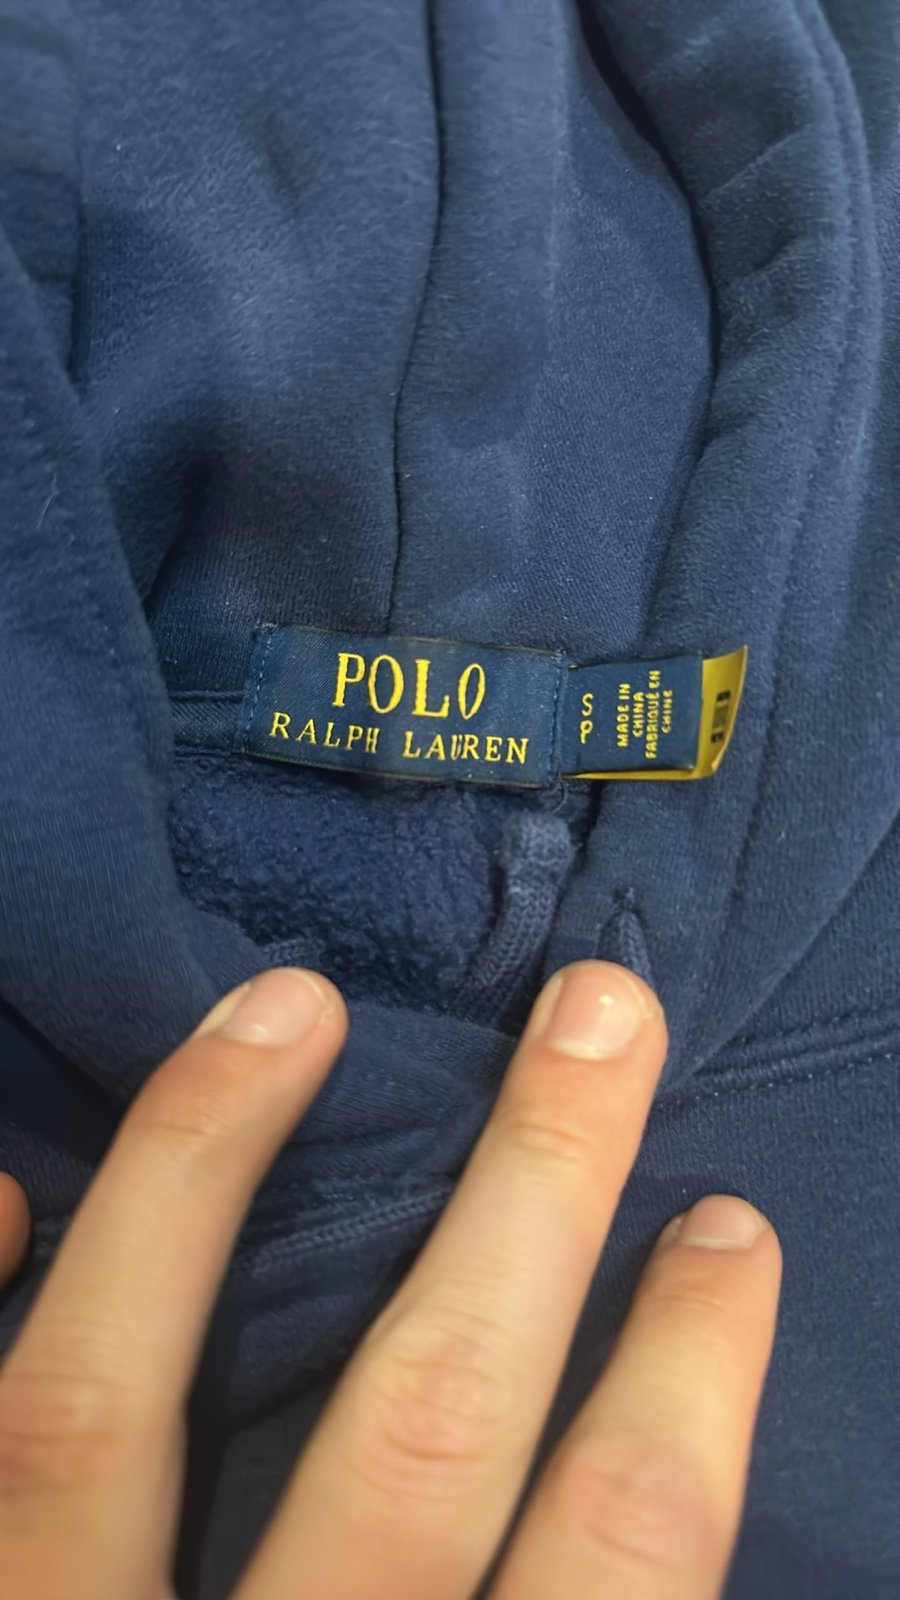 POLO
RALPH LAUREN
S
P
MADE IN
CHINA
FABRIQUÉ EN
CHINE